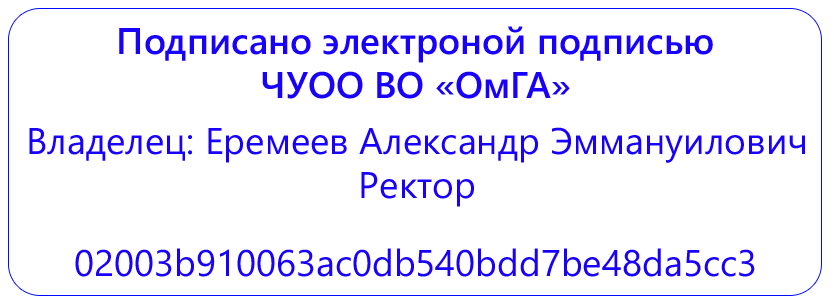 Подписано электроной подписью
ЧУОО ВО «ОмГА»
Владелец: Еремеев Александр Эммануилович
Ректор
02003b910063ac0db540bdd7be48da5cc3